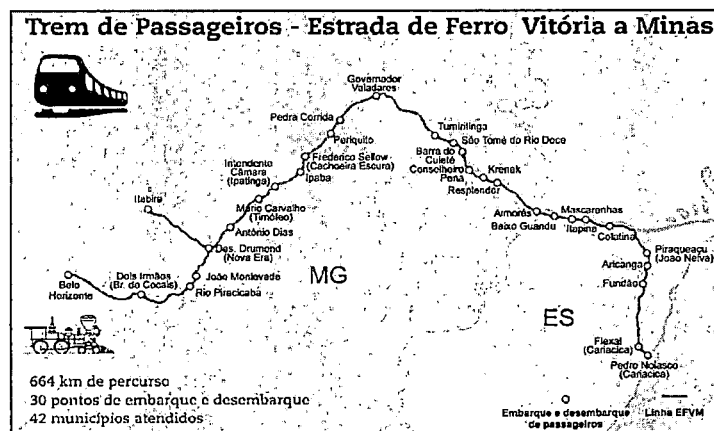 Trem de Passageiros - Estrada de Ferro Vitória a Minas
Governador
Valadares
Pedra Corrida
Periquito
Frederico Sellow
(Cachoeira Escura)
Ipaba
Intendente
Câmara
(Ipatinga)
Mário Carvalho
(Timóteo)
Antônio Dias
Itabira
Des. Drumond
(Nova Era)
João Monlevade
Rio Piracicaba
Dois Irmãos
(Br. de Cocais)
Belo
Horizonte
Tumiritinga
São Tomé do Rio Doce
Barra do
Cuieté
Conselheiro
Pena
Krenak
Resplendor
Aimorés
Baixo Guandu
Mascarenhas
Itapina
Colatina
Piraqueaçu
(João Neiva)
Aricanga
Fundão
Flexal
(Cariacica)
Pedro Nolasco
(Cariacica)
MG
ES
664 km de percurso
30 pontos de embarque e desembarque
42 municípios atendidos
Embarque e desembarque
de passageiros
Linha EFVM